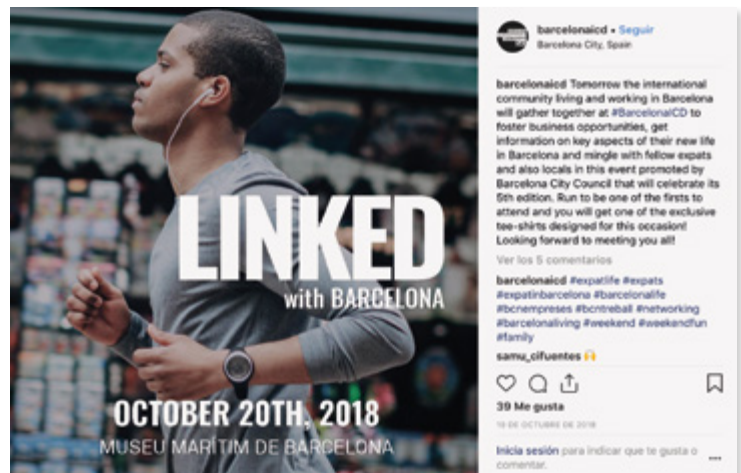 LINKED
with BARCELONA
OCTOBER 20TH, 2018
MUSEU MARÍTIM DE BARCELONA
barcelonaicd • Seguir
Barcelona City, Spain
barcelonaicd Tomorrow the international
community living and working in Barcelona
will gather together at #BarcelonaICD to
foster business opportunities, get
information on key aspects of their new life
in Barcelona and mingle with fellow expats
and also locals in this event promoted by
Barcelona City Council that will celebrate its
5th edition. Run to be one of the firsts to
attend and you will get one of the exclusive
tee-shirts designed for this occasion!
Looking forward to meeting you all!
Ver los 5 comentarios
barcelonaicd #expatlife #expats
#expatinbarcelona #barcelonalife
#bcnempreses #bcntreball #networking
#barcelonaliving #weekend #weekendfun
#family
samu_cifuentes 🙌
39 Me gusta
19 DE OCTUBRE DE 2018
Inicia sesión para indicar que te gusta o
comentar.